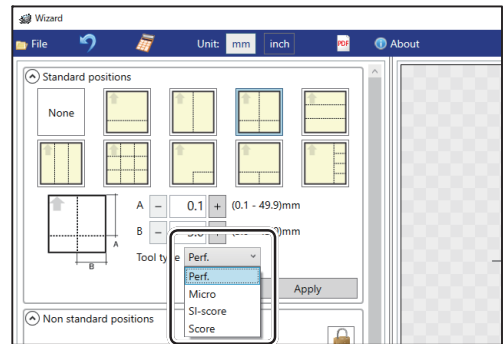 Wizard
File Unit: mm inch PDF About
Standard positions
None
A - 0.1 + (0.1 - 49.9)mm
B -
A
Tool type Perf.
B
Perf.
Apply
Micro
SI-score
Score
Non standard positions